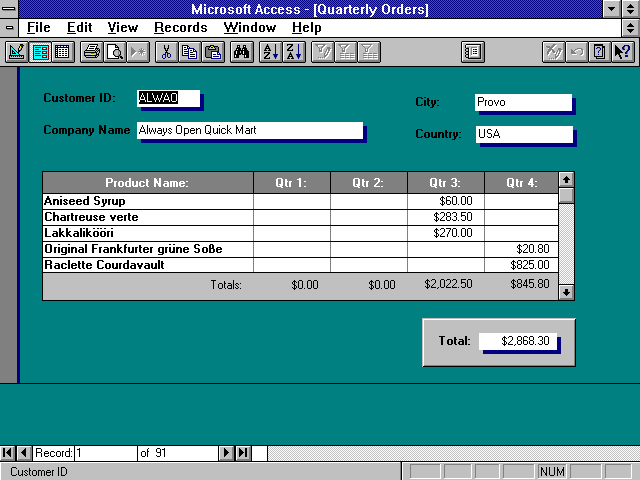 Microsoft Access - [Quarterly Orders]
File Edit View Records Window Help
Customer ID: ALWAO
City: Provo
Company Name Always Open Quick Mart
Country: USA
Product Name: Qtr 1: Qtr 2: Qtr 3: Qtr 4:
Aniseed Syrup $60.00
Chartreuse verte $283.50
Lakkalikööri $270.00
Original Frankfurter grüne Soße $20.80
Raclette Courdavault $825.00
Totals: $0.00 $0.00 $2,022.50 $845.80
Total: $2,868.30
Record: 1 of 91
Customer ID NUM